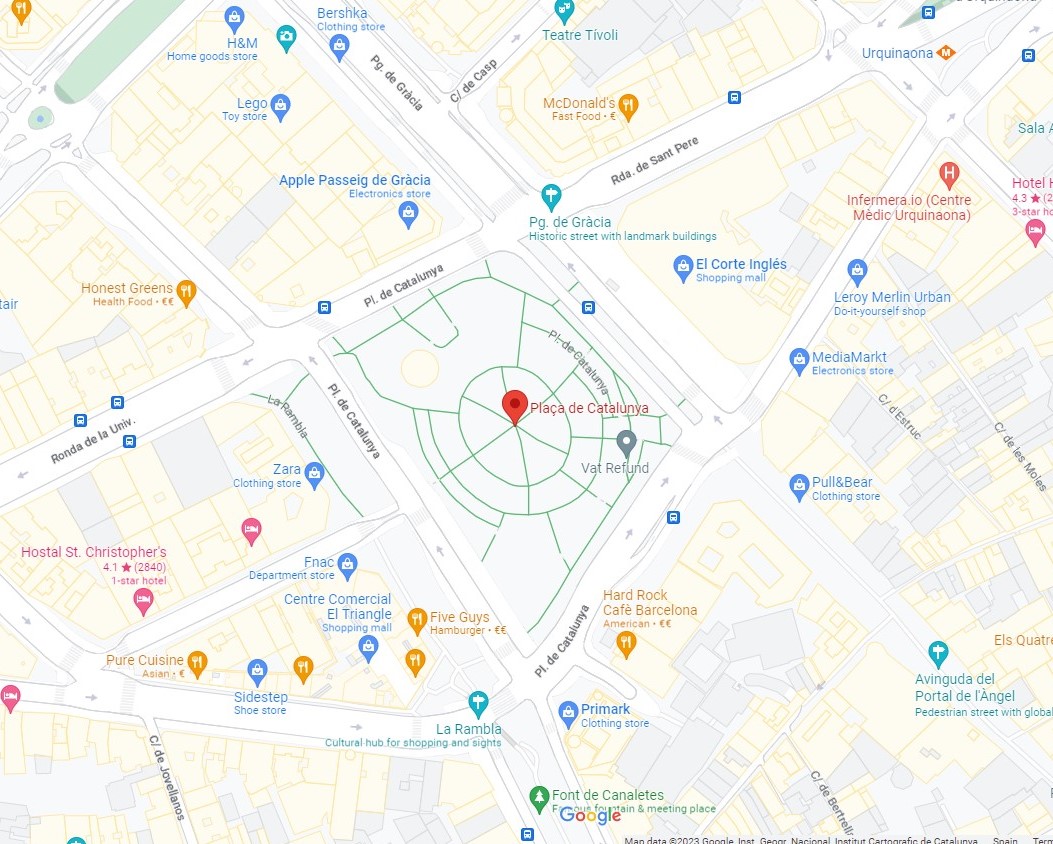 Bershka
Clothing store
H&M
Home goods store
Teatre Tívoli
Urquinaona
M
Pg. de Gràcia
C/ de Casp
Lego
Toy store
McDonald's
Fast Food • €
Sala
Rda. de Sant Pere
Apple Passeig de Gràcia
Electronics store
H
Infermera.io (Centre
Mèdic Urquinaona)
Hotel H
4.3 ★ (2
3-star ho
Pg. de Gràcia
Historic street with landmark buildings
El Corte Inglés
Shopping mall
Pl. de Catalunya
Honest Greens
Health Food • €€
tair
Leroy Merlin Urban
Do-it-yourself shop
Pl. de Catalunya
MediaMarkt
Electronics store
Pl. de Catalunya
La Rambla
Plaça de Catalunya
C/ d'Estruc
C/ de les Moles
Ronda de la Univ.
Vat Refund
Zara
Clothing store
Pull&Bear
Clothing store
Hostal St. Christopher's
4.1 ★ (2840)
1-star hotel
Fnac
Department store
Centre Comercial
El Triangle
Shopping mall
Five Guys
Hamburger • €€
Hard Rock
Cafè Barcelona
American • €€
Pl. de Catalunya
Els Quatre
Pure Cuisine
Asian • €
Sidestep
Shoe store
Avinguda del
Portal de l'Àngel
Pedestrian street with global
La Rambla
Cultural hub for shopping and sights
Primark
Clothing store
C/ de Jovellanos
C/ de Bertrella
Font de Canaletes
Famous fountain & meeting place
Google
Map data ©2023 Google, Inst. Geogr. Nacional, Institut Cartogràfic de Catalunya Spain Term